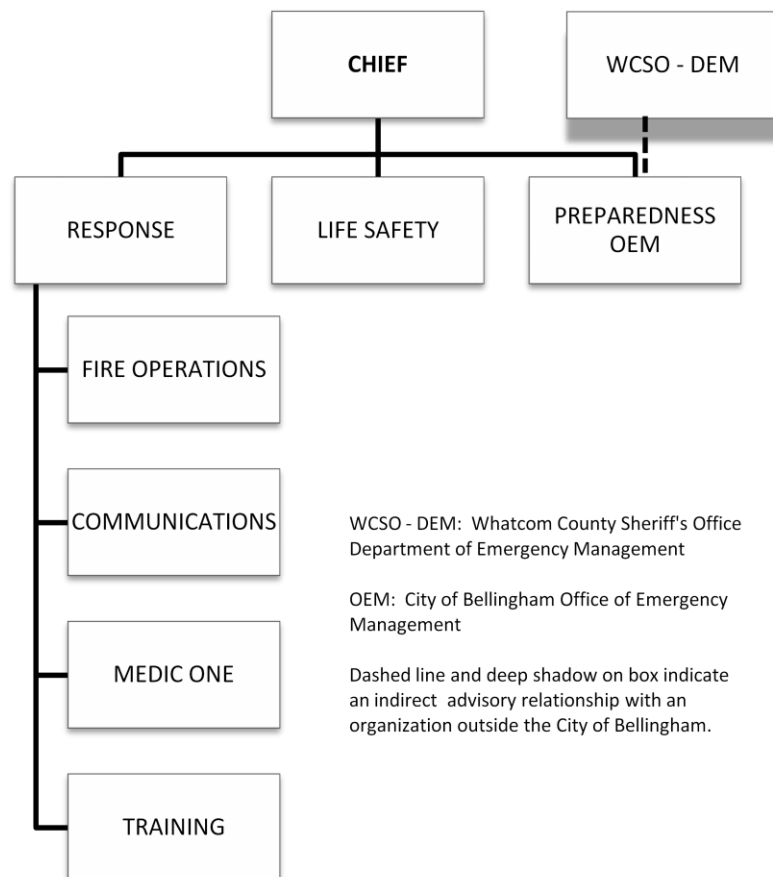 CHIEF
WCSO - DEM
RESPONSE
LIFE SAFETY
PREPAREDNESS
OEM
FIRE OPERATIONS
COMMUNICATIONS
MEDIC ONE
TRAINING
WCSO - DEM: Whatcom County Sheriff's Office
Department of Emergency Management
OEM: City of Bellingham Office of Emergency
Management
Dashed line and deep shadow on box indicate
an indirect advisory relationship with an
organization outside the City of Bellingham.